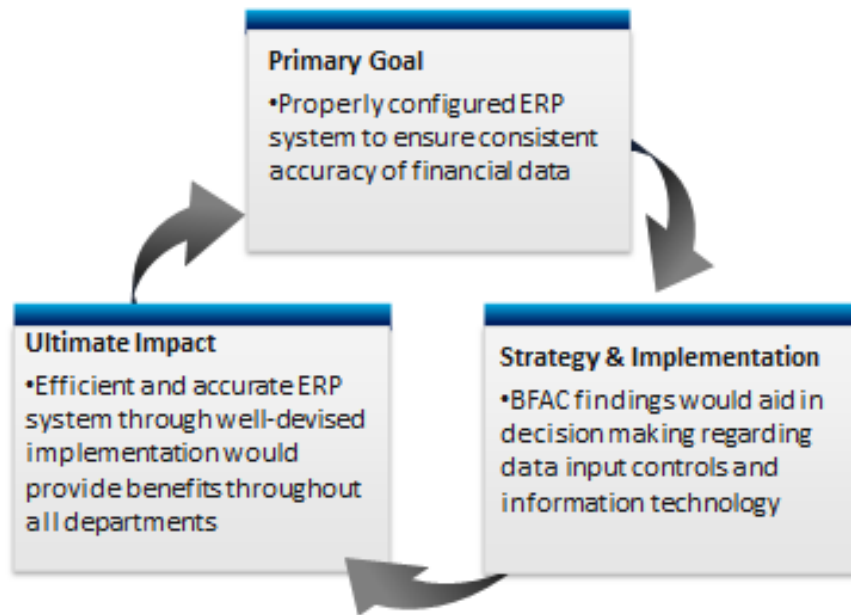 Primary Goal
•Properly configured ERP
system to ensure consistent
accuracy of financial data
Ultimate Impact
•Efficient and accurate ERP
system through well-devised
implementation would
provide benefits throughout
all departments
Strategy & Implementation
•BFAC findings would aid in
decision making regarding
data input controls and
information technology